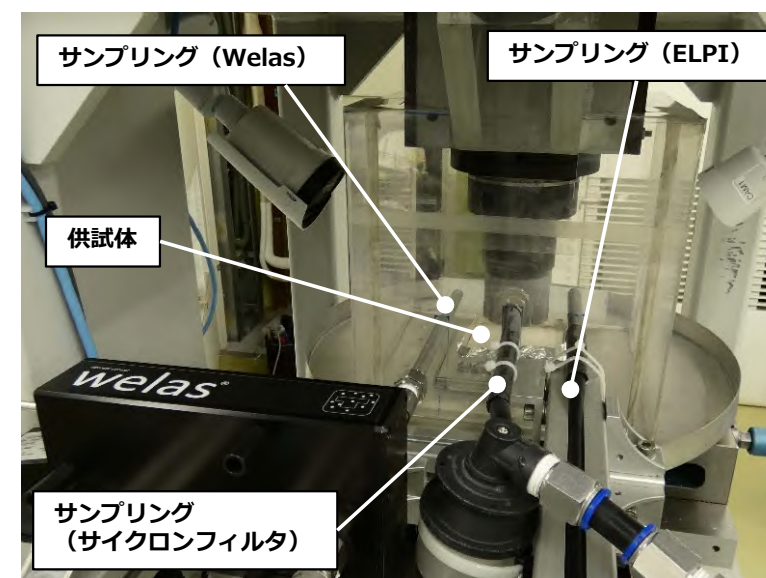 サンプリング（Welas）
サンプリング（ELPI）
CAM1
供試体
welas®
サンプリング
（サイクロンフィルタ）